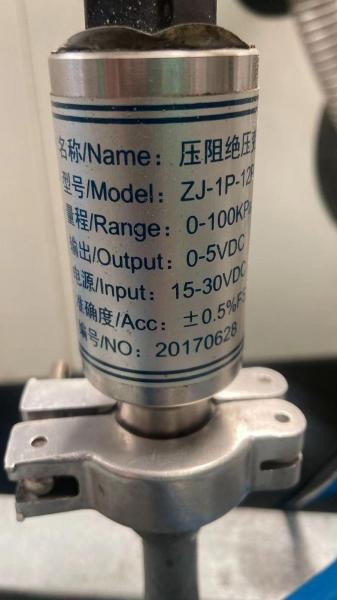 名称/Name: 压阻绝压
型号/Model: ZJ-1P-12
量程/Range: 0-100KP
输出/Output: 0-5VDC
电源/Input: 15-30VDC
准确度/Acc: ±0.5%FS
编号/NO: 20170628